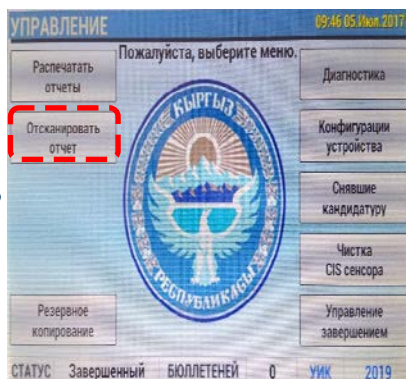 УПРАВЛЕНИЕ
09:46 05.Июл.2017
Пожалуйста, выберите меню.
Распечатать
отчеты
Диагностика
Отсканировать
отчет
Конфигурации
устройства
Снявшие
кандидатуру
Чистка
CIS сенсора
Резервное
копирование
Управление
завершением
КЫРГЫЗ
РЕСПУБЛИКАСЫ
СТАТУС Завершенный БЮЛЛЕТЕНЕЙ 0 УИК 2019